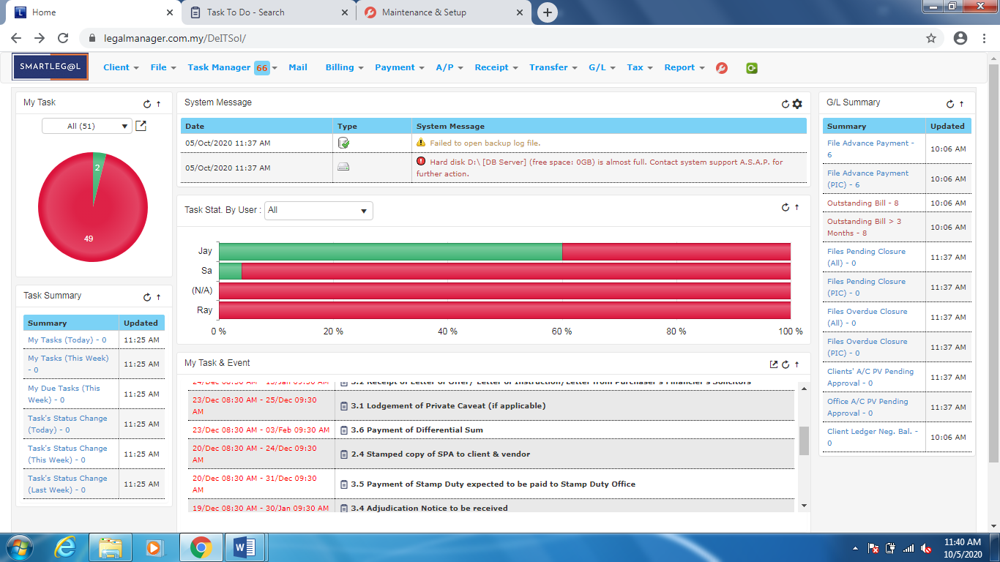 Home
Task To Do - Search
Maintenance & Setup
legalmanager.com.my/DeITSol/
SMARTLEG@L
Client
File
Task Manager 66
Mail
Billing
Payment
A/P
Receipt
Transfer
G/L
Tax
Report
My Task
All (51)
2
49
Task Summary
Summary Updated
My Tasks (Today) - 0 11:25 AM
My Tasks (This Week)
- 0 11:25 AM
My Due Tasks (This
Week) - 0 11:25 AM
Task's Status Change
(Today) - 0 11:25 AM
Task's Status Change
(This Week) - 0 11:25 AM
Task's Status Change
(Last Week) - 0 11:25 AM
System Message
Date Type System Message
05/Oct/2020 11:37 AM Failed to open backup log file.
05/Oct/2020 11:37 AM Hard disk D:\ [DB Server] (free space: 0GB) is almost full. Contact system support A.S.A.P. for
further action.
Task Stat. By User : All
Jay
Sa
(N/A)
Ray
0 % 20 % 40 % 60 % 80 % 100 %
My Task & Event
24/Dec 08:30 AM - 15/Jan 09:30 AM 3.2 Receipt of Letter of Offer/ Letter of Instruction/Letter from Purchaser's Financier's Solicitors
23/Dec 08:30 AM - 25/Dec 09:30
AM 3.1 Lodgement of Private Caveat (if applicable)
23/Dec 08:30 AM - 03/Feb 09:30 AM 3.6 Payment of Differential Sum
20/Dec 08:30 AM - 24/Dec 09:30
AM 2.4 Stamped copy of SPA to client & vendor
20/Dec 08:30 AM - 31/Dec 09:30
AM 3.5 Payment of Stamp Duty expected to be paid to Stamp Duty Office
19/Dec 08:30 AM - 30/Jan 09:30 AM 3.4 Adjudication Notice to be received
G/L Summary
Summary Updated
File Advance Payment -
6 10:06 AM
File Advance Payment
(PIC) - 6 10:06 AM
Outstanding Bill - 8 10:06 AM
Outstanding Bill > 3
Months - 8 10:06 AM
Files Pending Closure
(All) - 0 11:37 AM
Files Pending Closure
(PIC) - 0 11:37 AM
Files Overdue Closure
(All) - 0 11:37 AM
Files Overdue Closure
(PIC) - 0 11:37 AM
Clients' A/C PV Pending
Approval - 0 11:37 AM
Office A/C PV Pending
Approval - 0 11:37 AM
Client Ledger Neg. Bal. -
0 10:06 AM
11:40 AM
10/5/2020